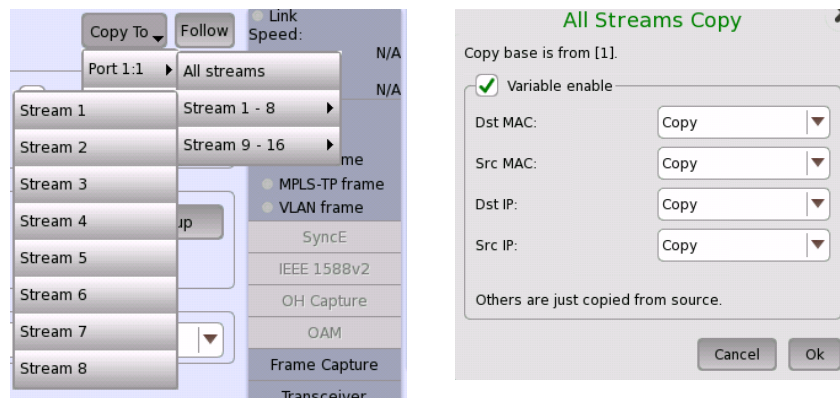 Copy To
Follow
Link
Speed:
N/A
Port 1:1
All streams
N/A
Stream 1
Stream 1 - 8
Stream 2
Stream 9 - 16
me
Stream 3
MPLS-TP frame
VLAN frame
Stream 4
up
SyncE
Stream 5
IEEE 1588v2
Stream 6
OH Capture
Stream 7
OAM
Stream 8
Frame Capture
Transceiver
All Streams Copy
Copy base is from [1].
Variable enable
Dst MAC: Copy
Src MAC: Copy
Dst IP: Copy
Src IP: Copy
Others are just copied from source.
Cancel Ok